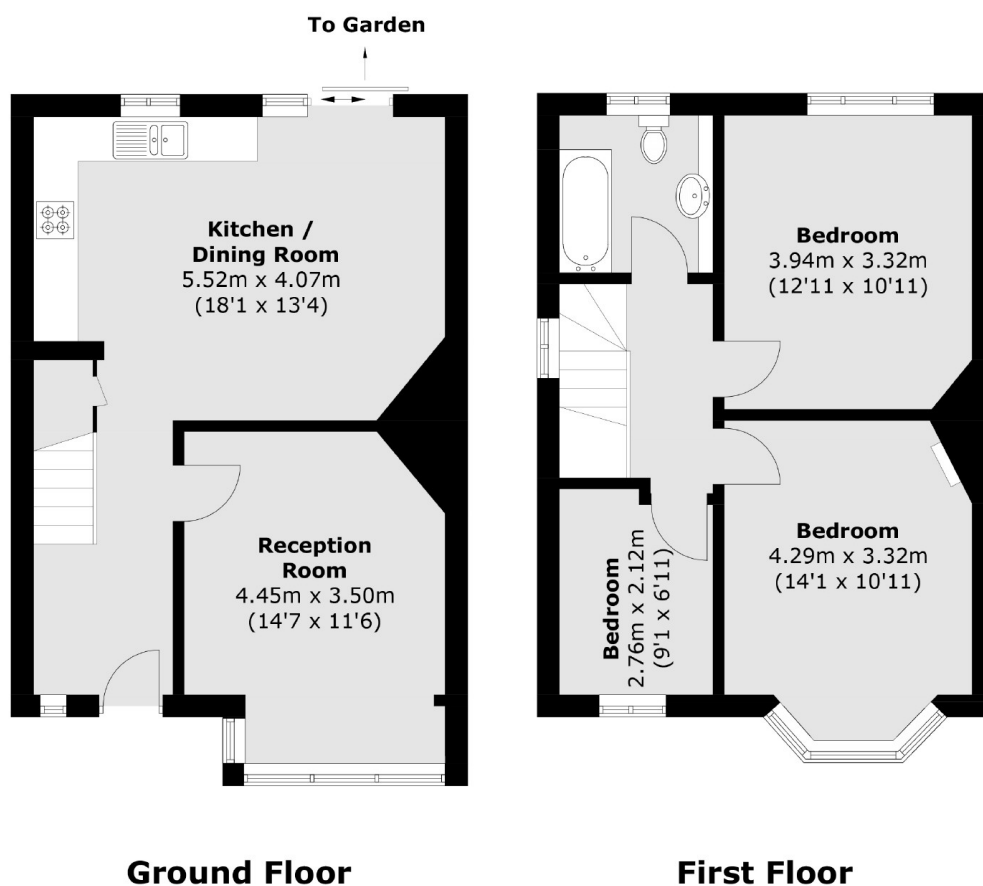 To Garden
Kitchen /
Dining Room
5.52m x 4.07m
(18'1 x 13'4)
Reception
Room
4.45m x 3.50m
(14'7 x 11'6)
Ground Floor
Bedroom
3.94m x 3.32m
(12'11 x 10'11)
Bedroom
4.29m x 3.32m
(14'1 x 10'11)
Bedroom
2.76m x 2.12m
(9'1 x 6'11)
First Floor